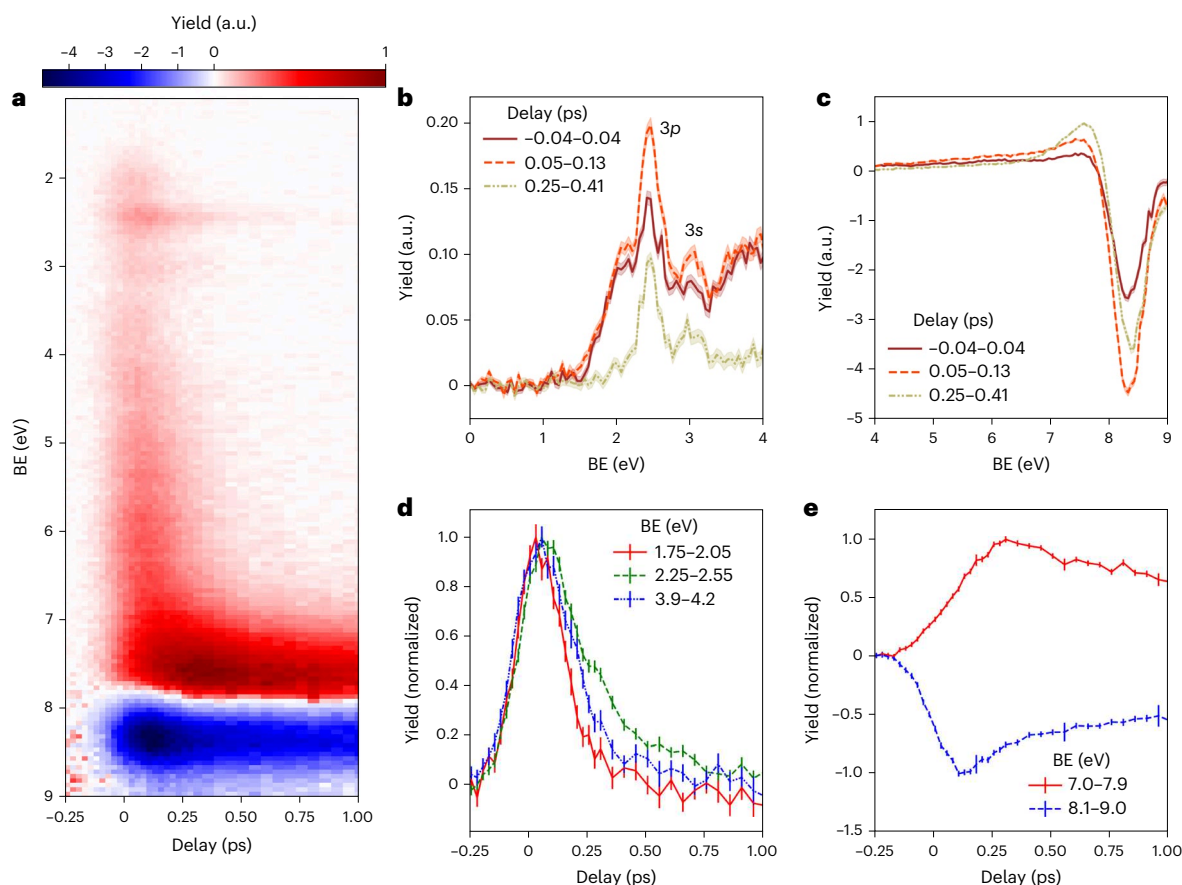 Yield (a.u.)
–4 –3 –2 –1 0 1
a
BE (eV)
2
3
4
5
6
7
8
9
–0.25 0 0.25 0.50 0.75 1.00
Delay (ps)
b
Delay (ps)
–0.04–0.04
0.05–0.13
0.25–0.41
3p
3s
Yield (a.u.)
0.20
0.15
0.10
0.05
0
0 1 2 3 4
BE (eV)
c
Yield (a.u.)
1
0
–1
–2
–3
–4
–5
Delay (ps)
–0.04–0.04
0.05–0.13
0.25–0.41
4 5 6 7 8 9
BE (eV)
d
BE (eV)
1.75–2.05
2.25–2.55
3.9–4.2
Yield (normalized)
1.0
0.8
0.6
0.4
0.2
0
–0.25 0 0.25 0.50 0.75 1.00
Delay (ps)
e
Yield (normalized)
1.0
0.5
0
–0.5
–1.0
–1.5
BE (eV)
7.0–7.9
8.1–9.0
–0.25 0 0.25 0.50 0.75 1.00
Delay (ps)